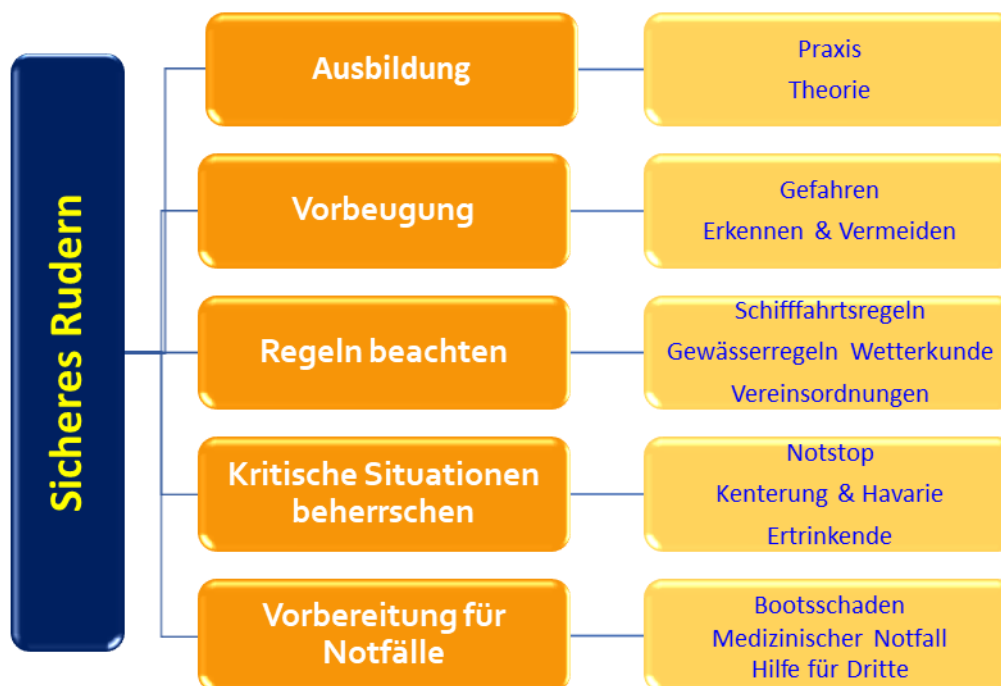 Sicheres Rudern
Ausbildung
Praxis
Theorie
Vorbeugung
Gefahren
Erkennen & Vermeiden
Regeln beachten
Schifffahrtsregeln
Gewässerregeln Wetterkunde
Vereinsordnungen
Kritische Situationen
beherrschen
Notstop
Kenterung & Havarie
Ertrinkende
Vorbereitung für
Notfälle
Bootsschaden
Medizinischer Notfall
Hilfe für Dritte